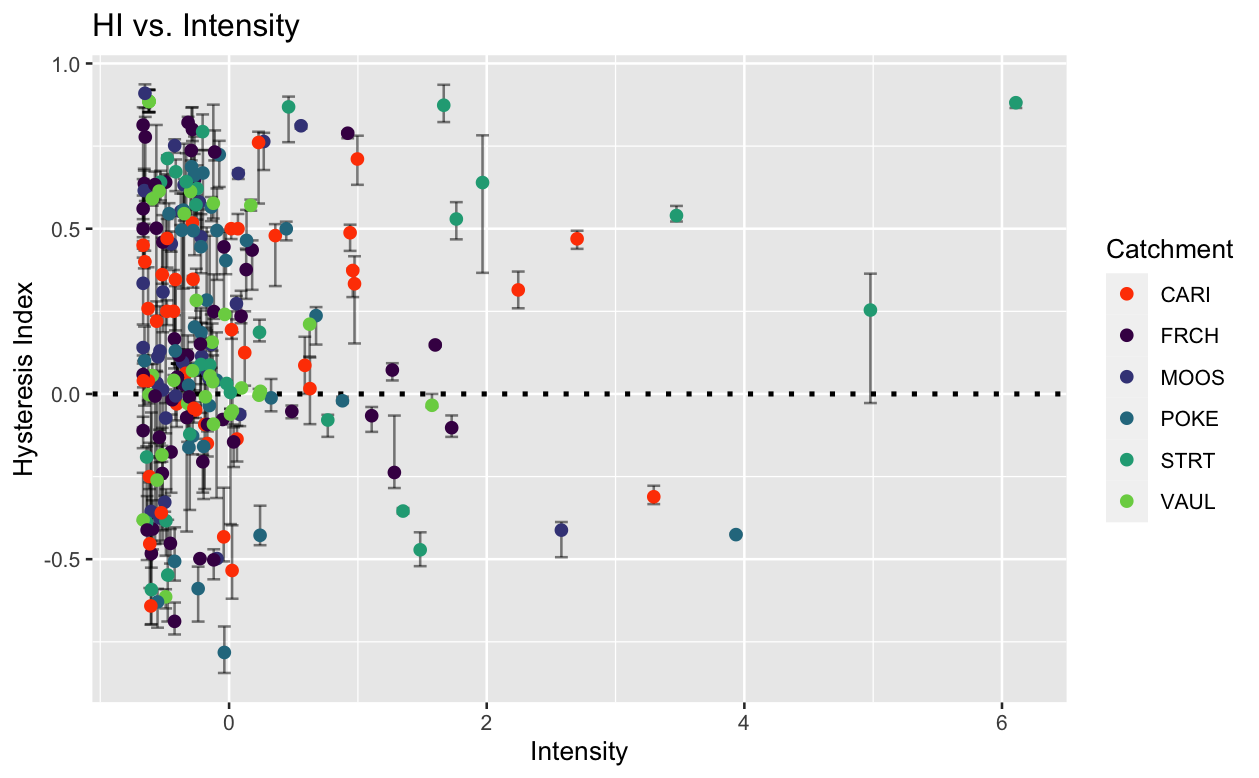 HI vs. Intensity
Hysteresis Index
1.0
0.5
0.0
-0.5
0
2
4
6
Intensity
Catchment
CARI
FRCH
MOOS
POKE
STRT
VAUL